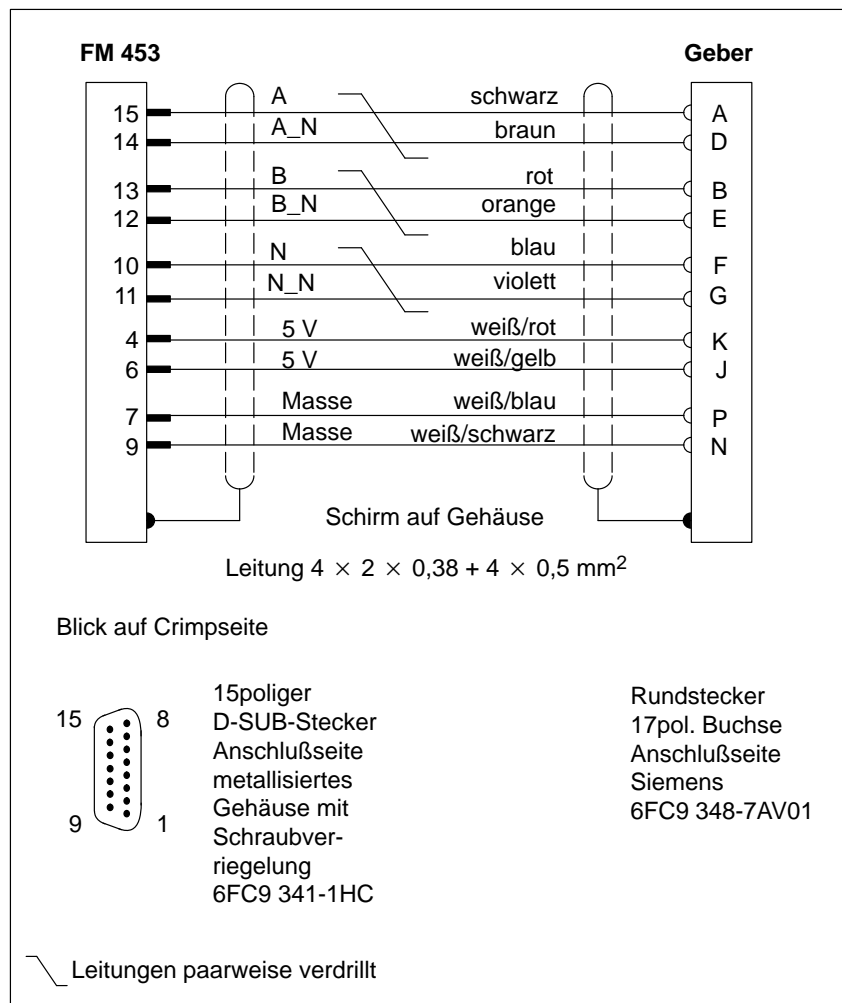 FM 453 Geber
15 A schwarz A
14 A_N braun D
13 B rot B
12 B_N orange E
10 N blau F
11 N_N violett G
4 5 V weiß/rot K
6 5 V weiß/gelb J
7 Masse weiß/blau P
9 Masse weiß/schwarz N
Schirm auf Gehäuse
Leitung 4 × 2 × 0,38 + 4 × 0,5 mm²
Blick auf Crimpseite
15 8
9 1
15poliger
D-SUB-Stecker
Anschlußseite
metallisiertes
Gehäuse mit
Schraubver-
riegelung
6FC9 341-1HC
Rundstecker
17pol. Buchse
Anschlußseite
Siemens
6FC9 348-7AV01
Leitungen paarweise verdrillt